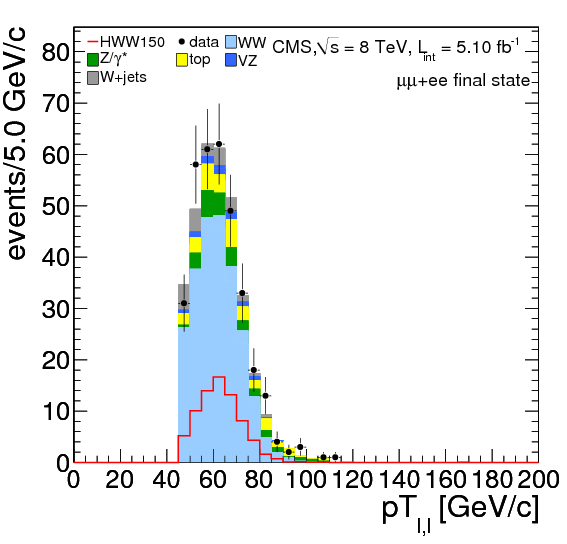 HWW150 data WW
Z/γ* top VZ
W+jets
CMS,√s = 8 TeV, L_int = 5.10 fb⁻¹
μμ+ee final state
events/5.0 GeV/c
80
70
60
50
40
30
20
10
0
0 20 40 60 80 100 120 140 160 180 200
pT_l,l [GeV/c]